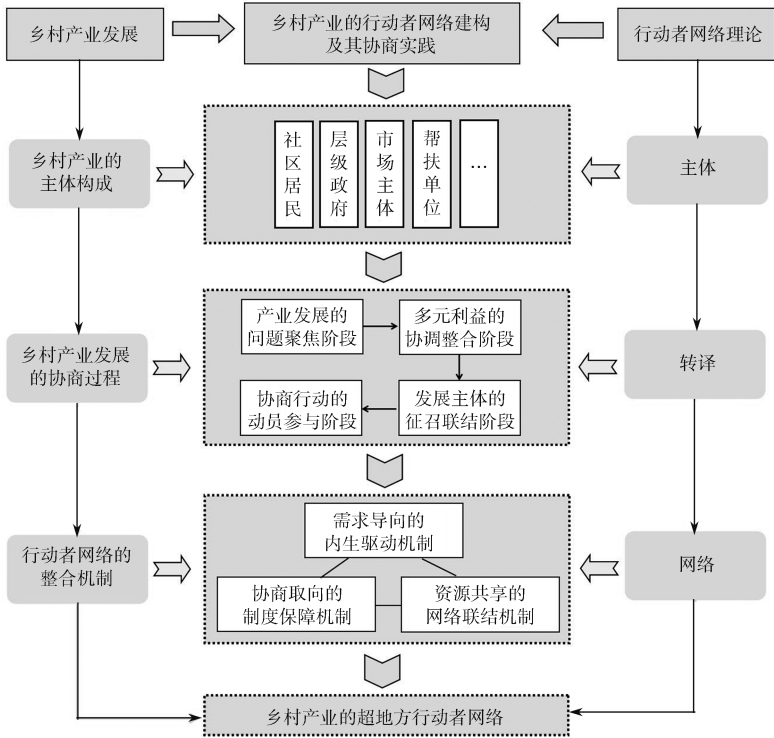 乡村产业发展
乡村产业的行动者网络建构
及其协商实践
行动者网络理论
乡村产业的
主体构成
社区居民
层级政府
市场主体
帮扶单位
…
主体
乡村产业发展
的协商过程
产业发展的
问题聚焦阶段
多元利益的
协调整合阶段
协商行动的
动员参与阶段
发展主体的
征召联结阶段
转译
行动者网络的
整合机制
需求导向的
内生驱动机制
协商取向的
制度保障机制
资源共享的
网络联结机制
网络
乡村产业的超地方行动者网络